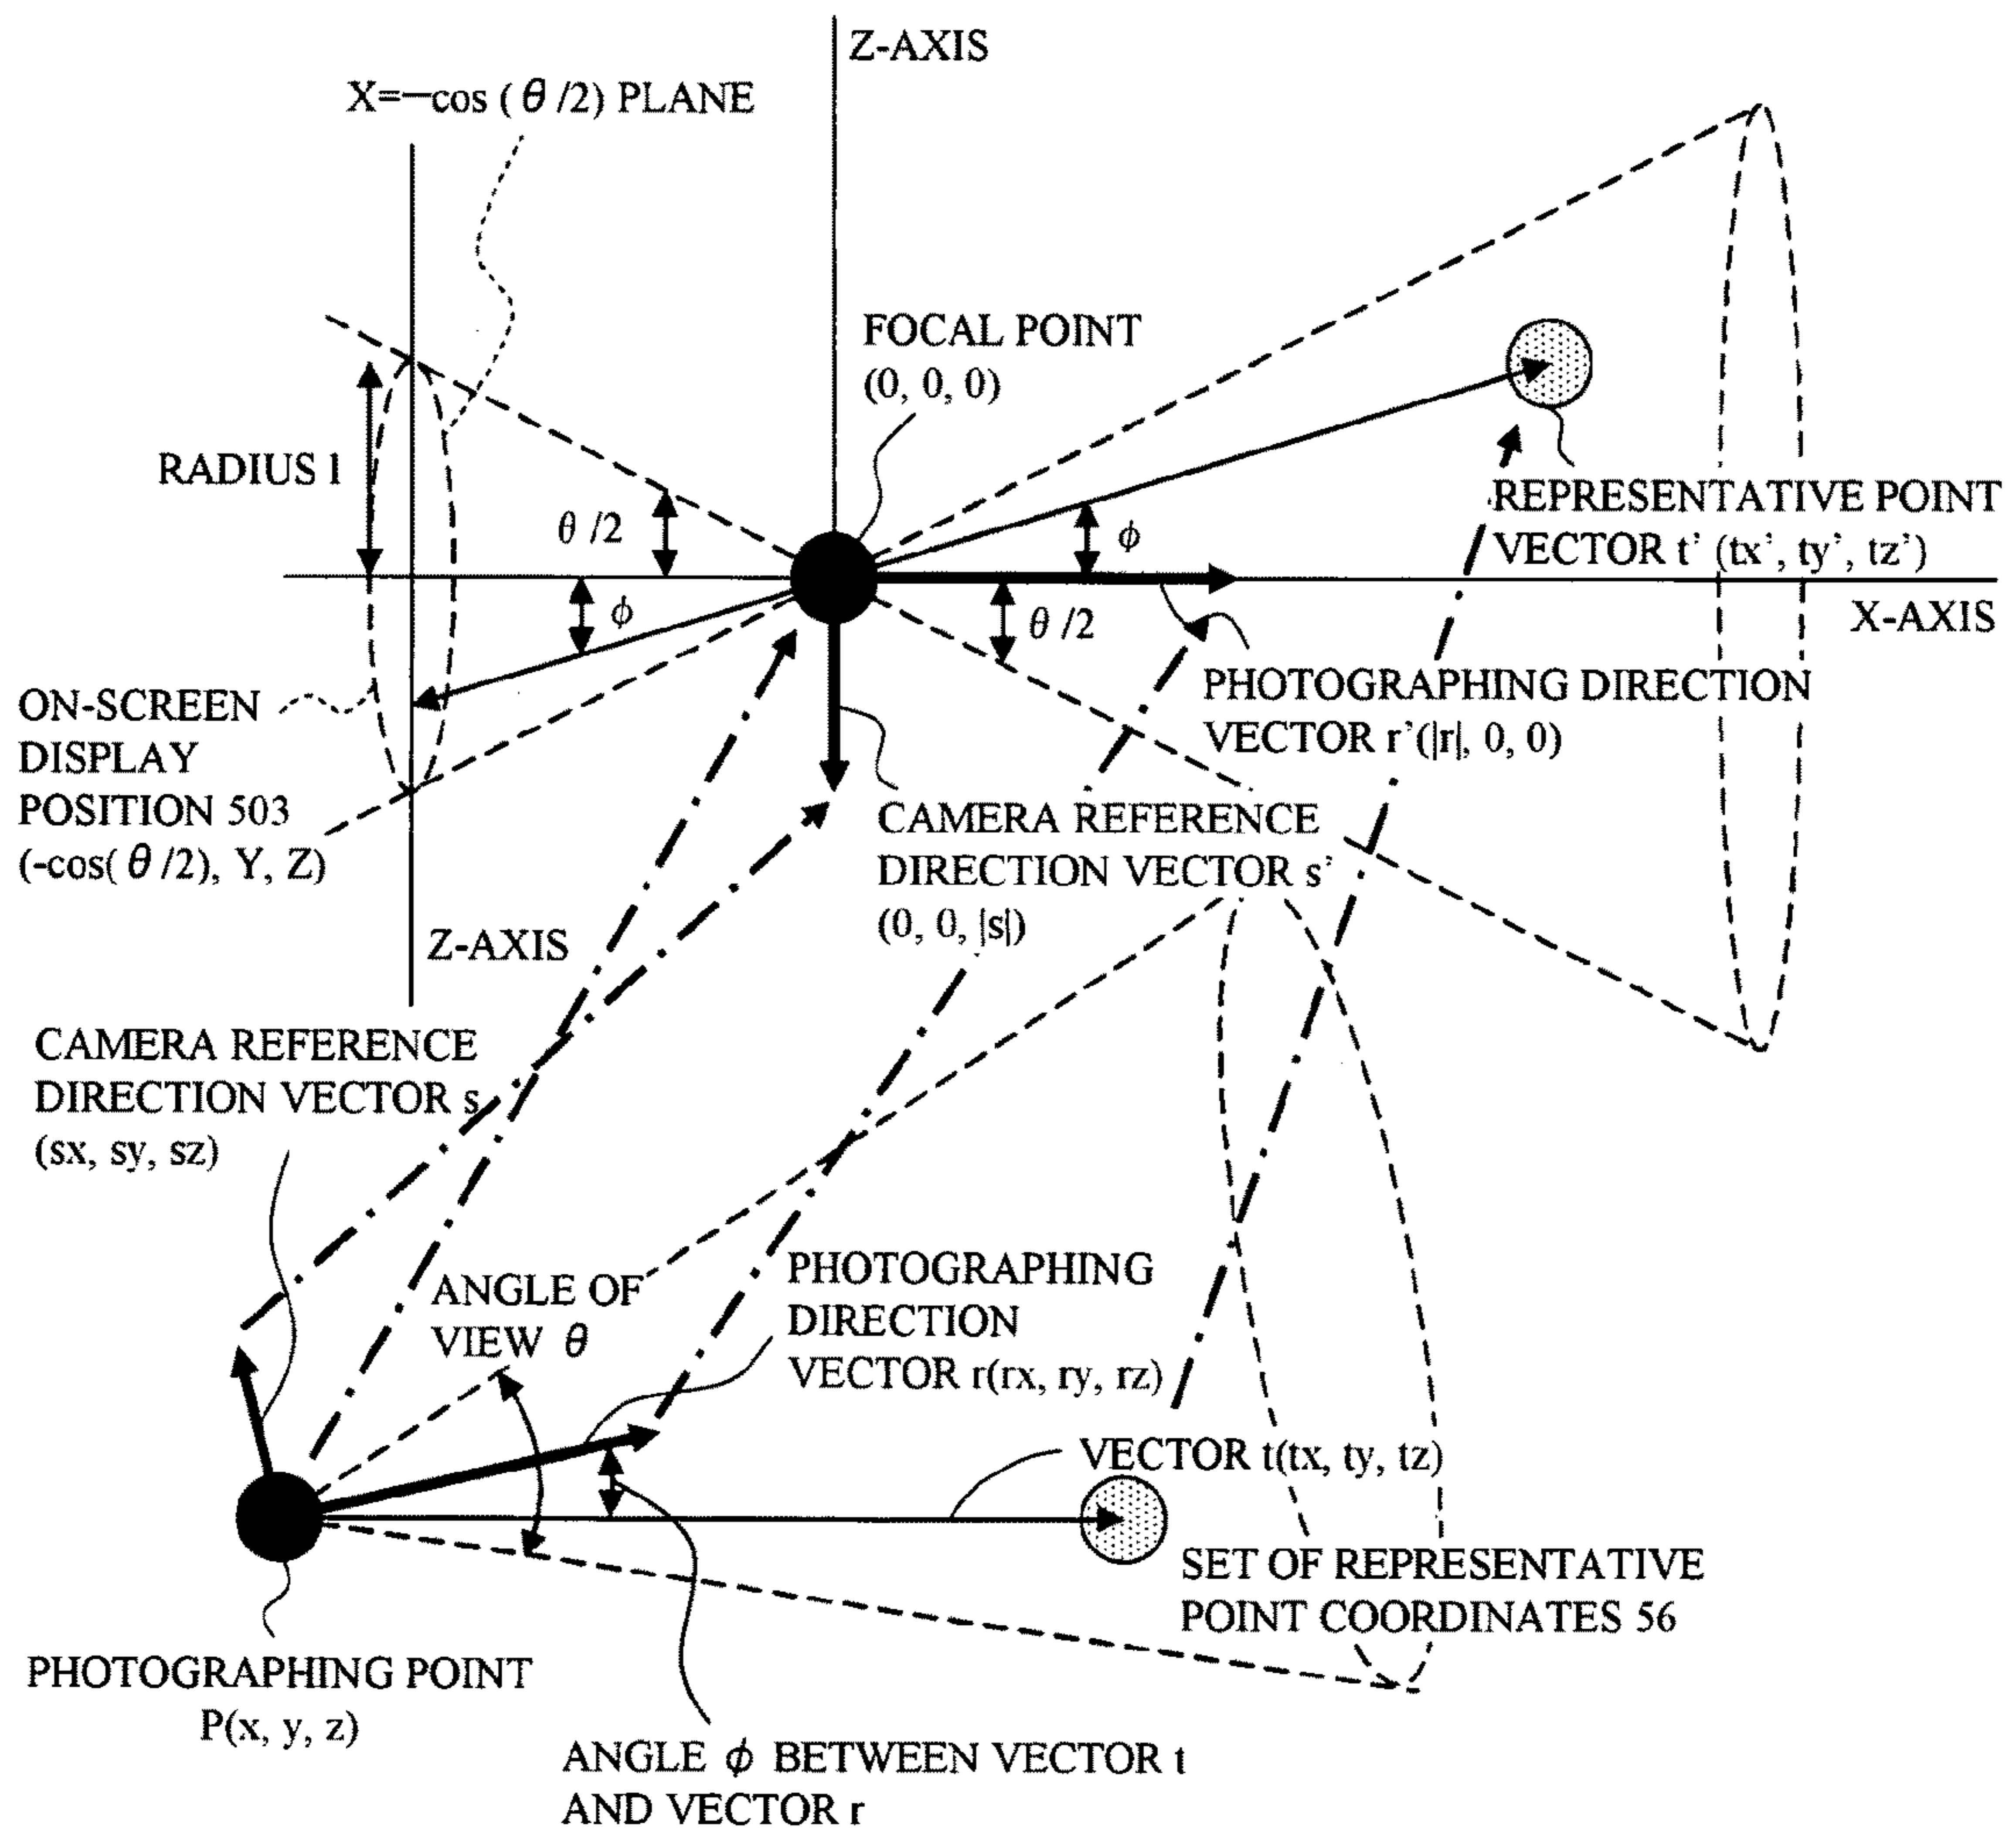 Z-AXIS
X=−cos (θ/2) PLANE
FOCAL POINT
(0, 0, 0)
RADIUS l
θ/2
φ
REPRESENTATIVE POINT
VECTOR t' (tx', ty', tz')
X-AXIS
φ
θ/2
PHOTOGRAPHING DIRECTION
VECTOR r'(|r|, 0, 0)
ON-SCREEN
DISPLAY
POSITION 503
(-cos(θ/2), Y, Z)
CAMERA REFERENCE
DIRECTION VECTOR s'
(0, 0, |s|)
Z-AXIS
CAMERA REFERENCE
DIRECTION VECTOR s
(sx, sy, sz)
ANGLE OF
VIEW θ
PHOTOGRAPHING
DIRECTION
VECTOR r(rx, ry, rz)
VECTOR t(tx, ty, tz)
SET OF REPRESENTATIVE
POINT COORDINATES 56
PHOTOGRAPHING POINT
P(x, y, z)
ANGLE φ BETWEEN VECTOR t
AND VECTOR r